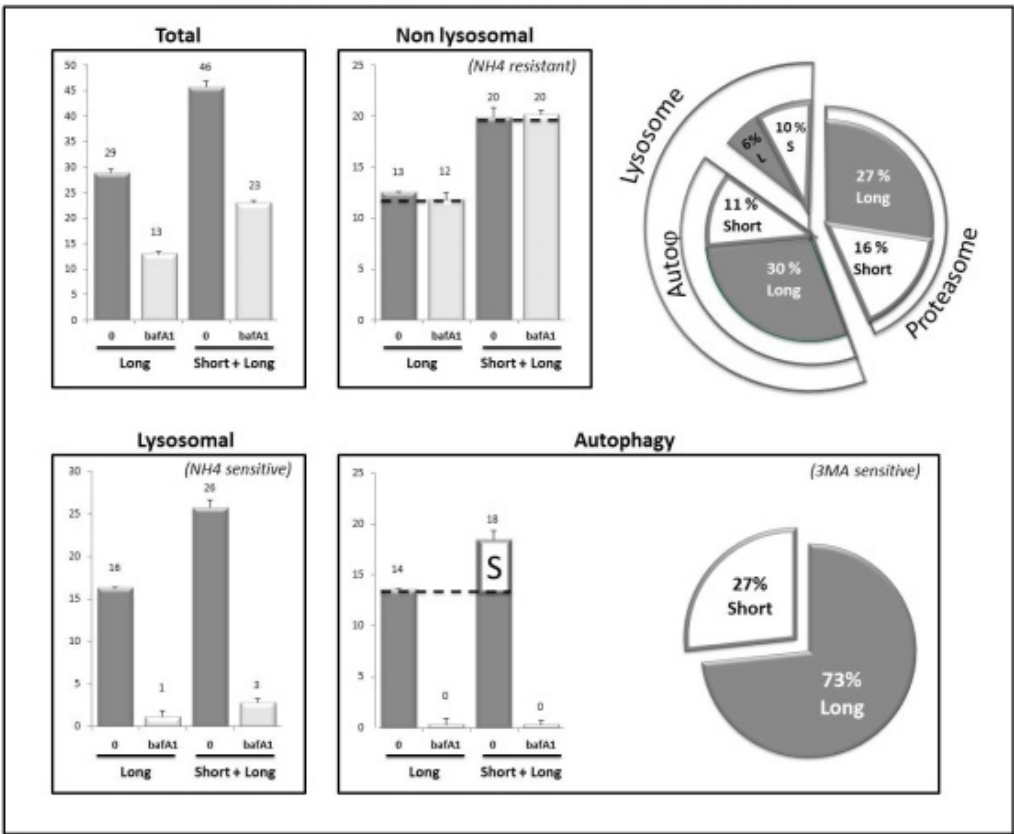 Total
50
45
40
35
30
25
20
15
10
5
0
29
13
46
23
0 bafA1 0 bafA1
Long Short + Long
Non lysosomal
(NH4 resistant)
25
20
15
10
5
0
13
12
20
20
0 bafA1 0 bafA1
Long Short + Long
Lysosome
Autoφ
Proteasome
6% L
10 % S
27 % Long
11 % Short
16 % Short
30 % Long
Lysosomal
(NH4 sensitive)
30
25
20
15
10
5
0
16
1
26
3
0 bafA1 0 bafA1
Long Short + Long
Autophagy
(3MA sensitive)
25
20
15
10
5
0
14
0
18
S
0
0 bafA1 0 bafA1
Long Short + Long
27%
Short
73%
Long